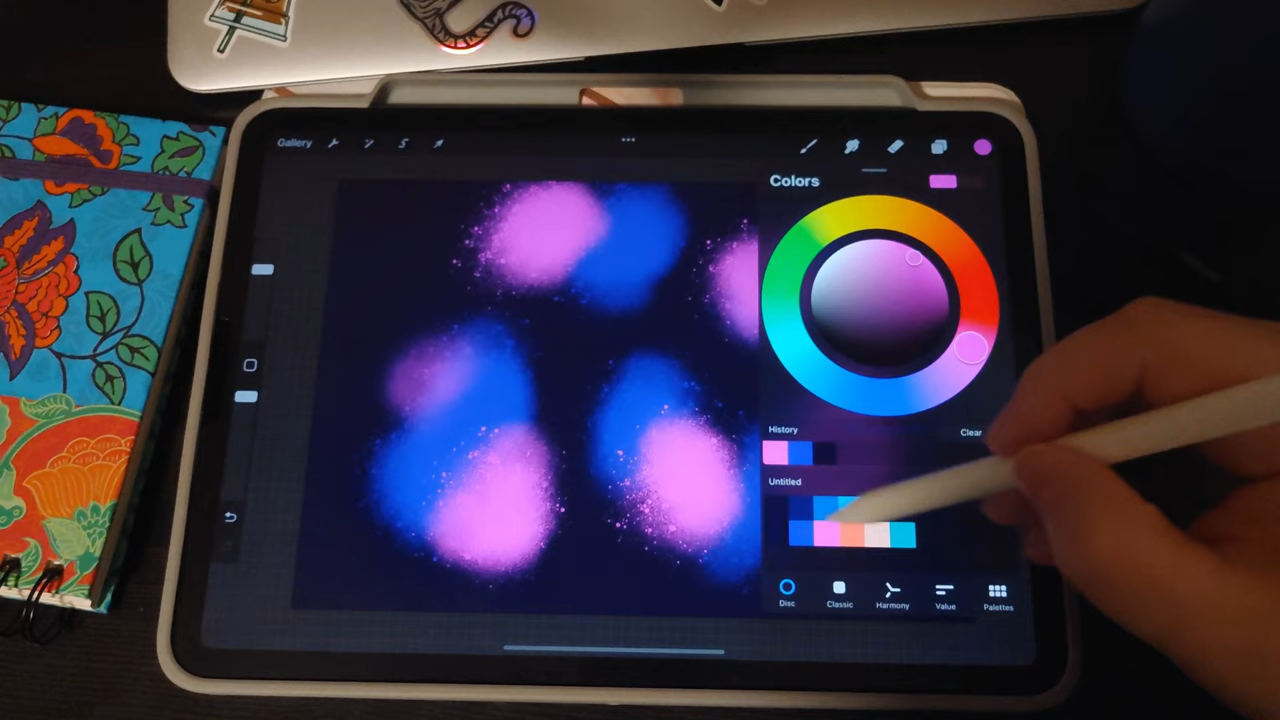 Gallery
Colors
History
Clear
Untitled
Disc
Classic
Harmony
Value
Palettes